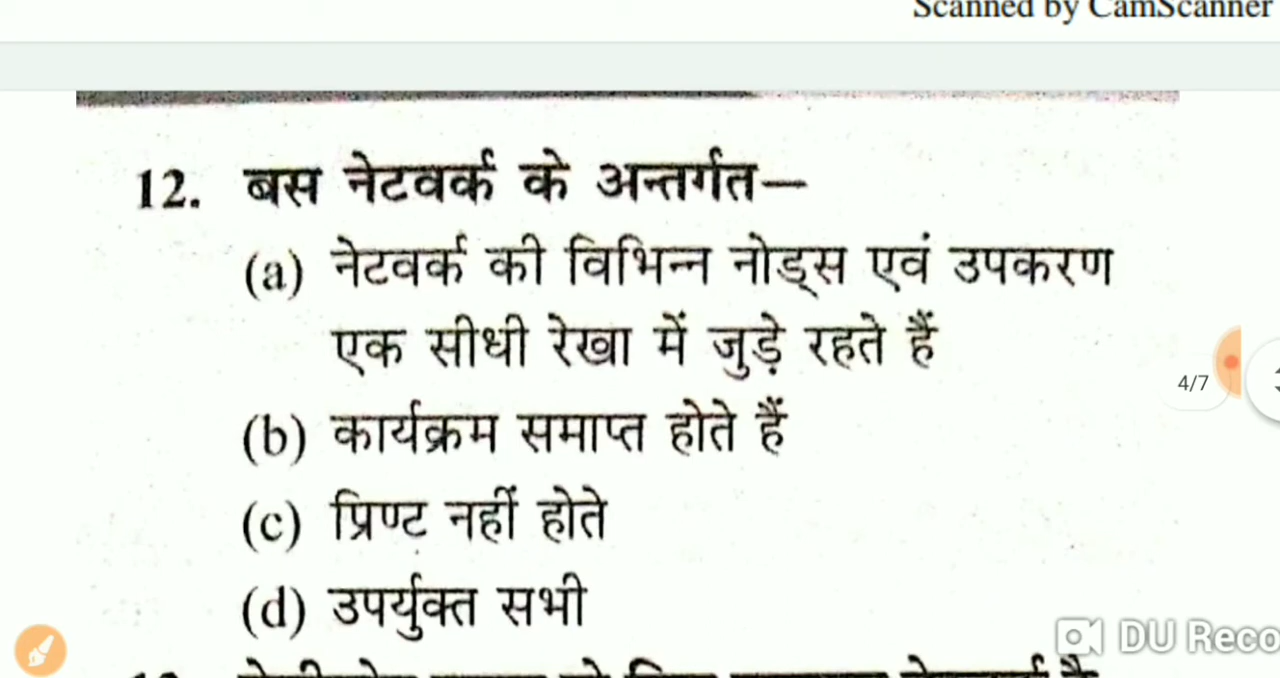 Scanned by CamScanner
12. बस नेटवर्क के अन्तर्गत—
(a) नेटवर्क की विभिन्न नोड्स एवं उपकरण
एक सीधी रेखा में जुड़े रहते हैं
4/7
(b) कार्यक्रम समाप्त होते हैं
(c) प्रिण्ट नहीं होते
(d) उपर्युक्त सभी
DU Reco